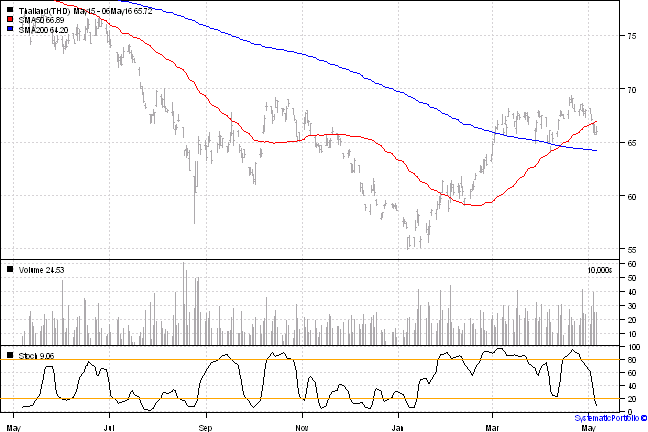 Thailand(THD) May15 - 06May16 65.72
SMA50 66.89
SMA200 64.20
75
70
65
60
55
Volume 24.53
10,000s
60
50
40
30
20
10
Stoch 9.06
100
80
60
40
20
0
SystematicPortfolio ©
May
Jul
Sep
Nov
Jan
Mar
May